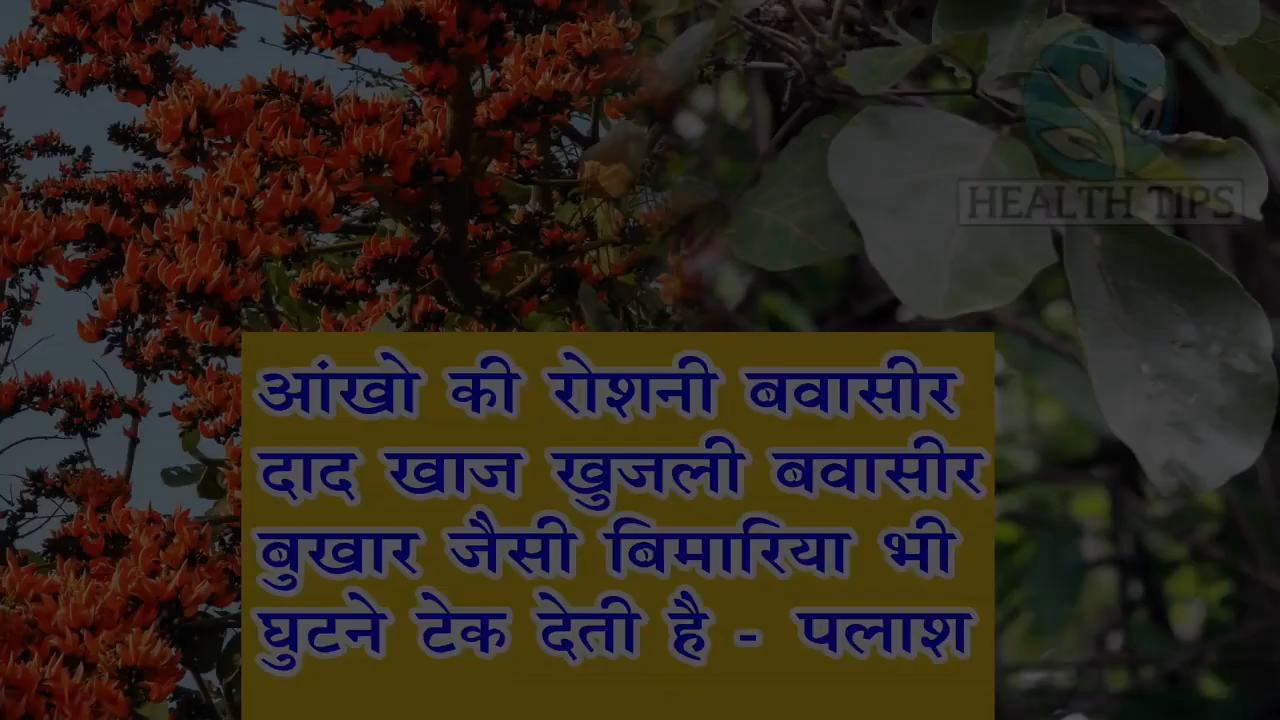 HEALTH TIPS
आंखो की रोशनी बवासीर
दाद खाज खुजली बवासीर
बुखार जैसी बिमारिया भी
घुटने टेक देती है - पलाश